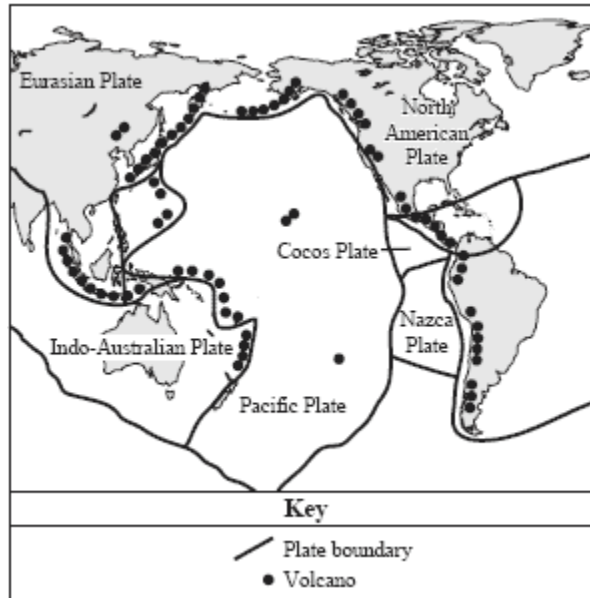 Eurasian Plate
North
American
Plate
Cocos Plate
Nazca
Plate
Indo-Australian Plate
Pacific Plate
Key
Plate boundary
Volcano